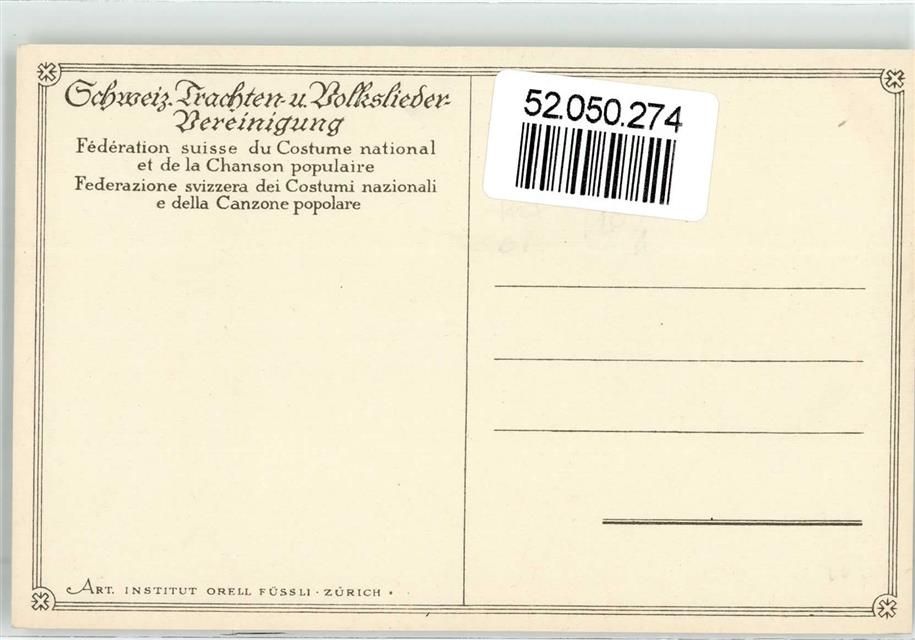 Schweiz. Trachten- u. Volkslieder-
Vereinigung
Fédération suisse du Costume national
et de la Chanson populaire
Federazione svizzera dei Costumi nazionali
e della Canzone popolare
52.050.274
ART. INSTITUT ORELL FÜSSLI · ZÜRICH ·